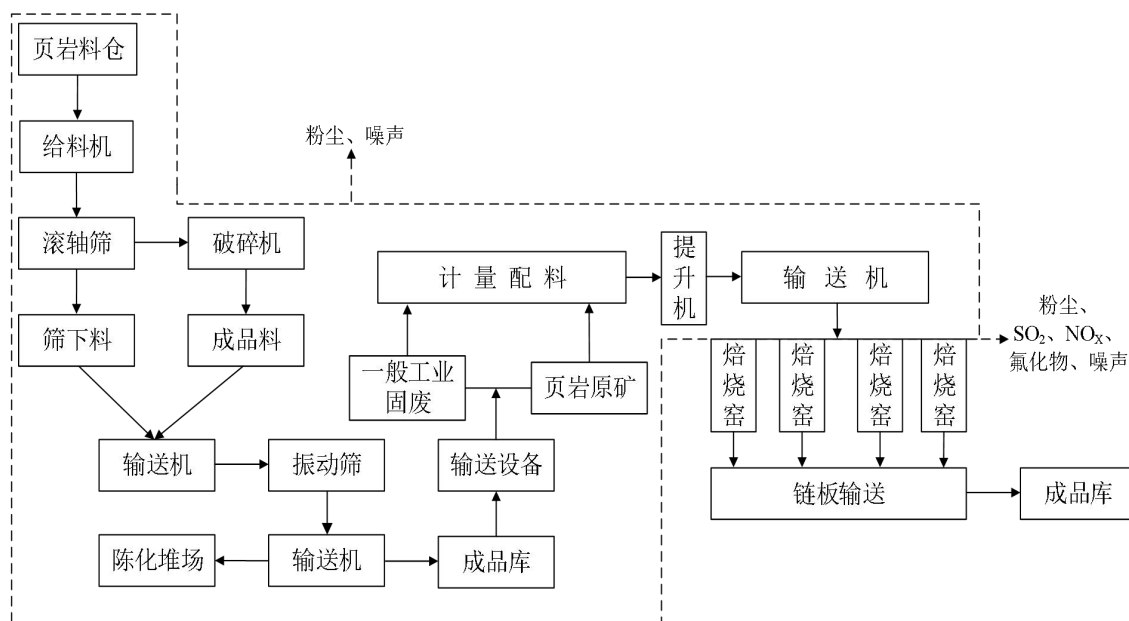 页岩料仓
给料机
粉尘、噪声
滚轴筛
破碎机
计量配料
提升机
输送机
筛下料
成品料
一般工业
固废
页岩原矿
粉尘、
SO₂、NOX、
氟化物、噪声
焙烧窑
焙烧窑
焙烧窑
焙烧窑
输送机
振动筛
输送设备
链板输送
成品库
陈化堆场
输送机
成品库